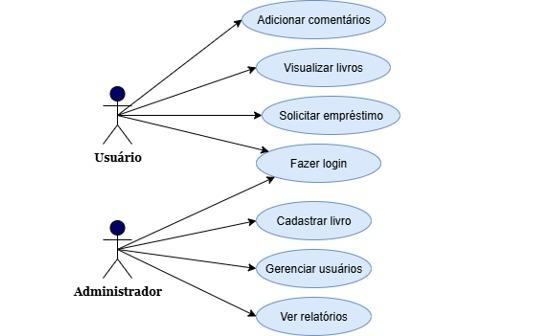 Adicionar comentários
Visualizar livros
Solicitar empréstimo
Usuário
Fazer login
Cadastrar livro
Gerenciar usuários
Administrador
Ver relatórios